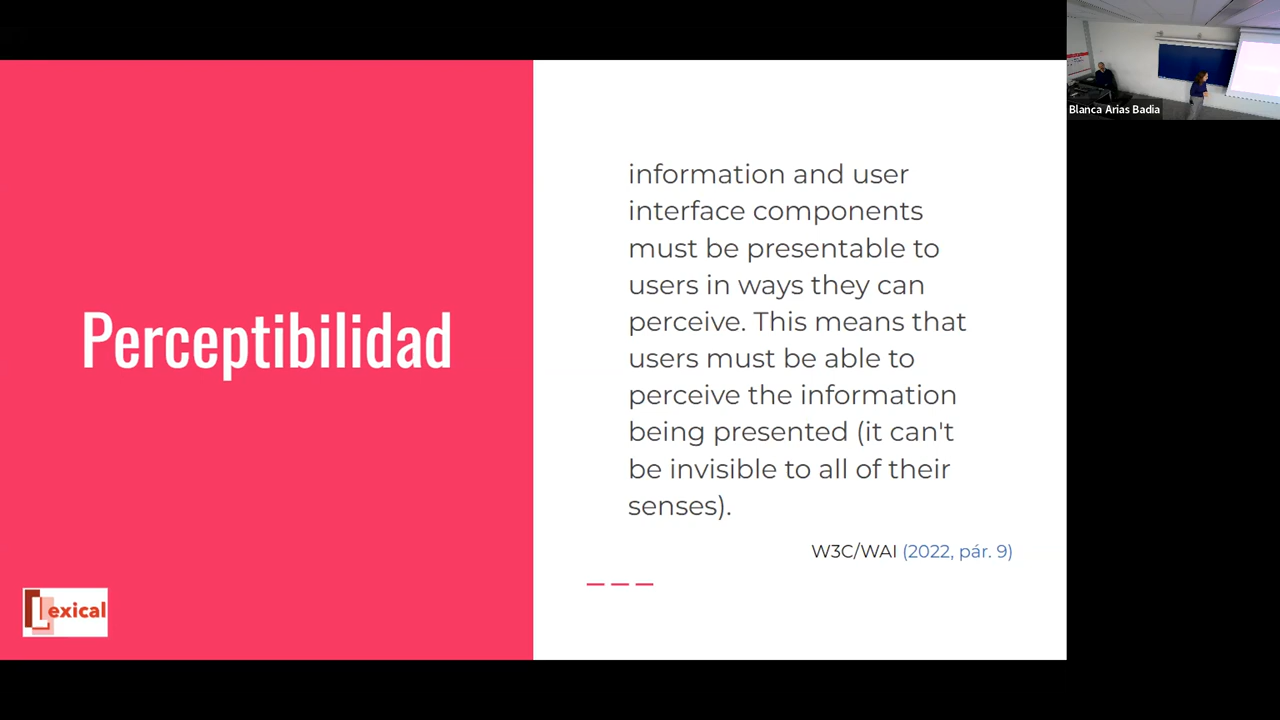 Blanca Arias Badia
Perceptibilidad
information and user
interface components
must be presentable to
users in ways they can
perceive. This means that
users must be able to
perceive the information
being presented (it can't
be invisible to all of their
senses).
W3C/WAI (2022, pár. 9)
Lexical